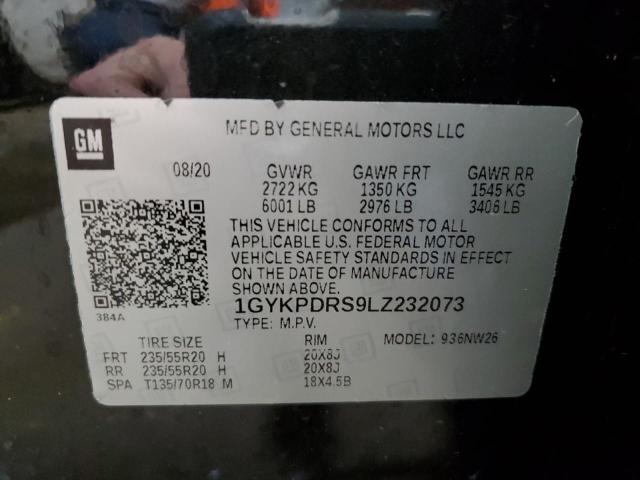 GM
MFD BY GENERAL MOTORS LLC
08/20 GVWR GAWR FRT GAWR RR
2722 KG 1350 KG 1545 KG
6001 LB 2976 LB 3406 LB
THIS VEHICLE CONFORMS TO ALL
APPLICABLE U.S. FEDERAL MOTOR
VEHICLE SAFETY STANDARDS IN EFFECT
ON THE DATE OF MANUFACTURE
SHOWN ABOVE.
384A
1GYKPDRS9LZ232073
TYPE: M.P.V. MODEL: 936NW26
TIRE SIZE RIM
FRT 235/55R20 H 20X8J
RR 235/55R20 H 20X8J
SPA T135/70R18 M 18X4.5B